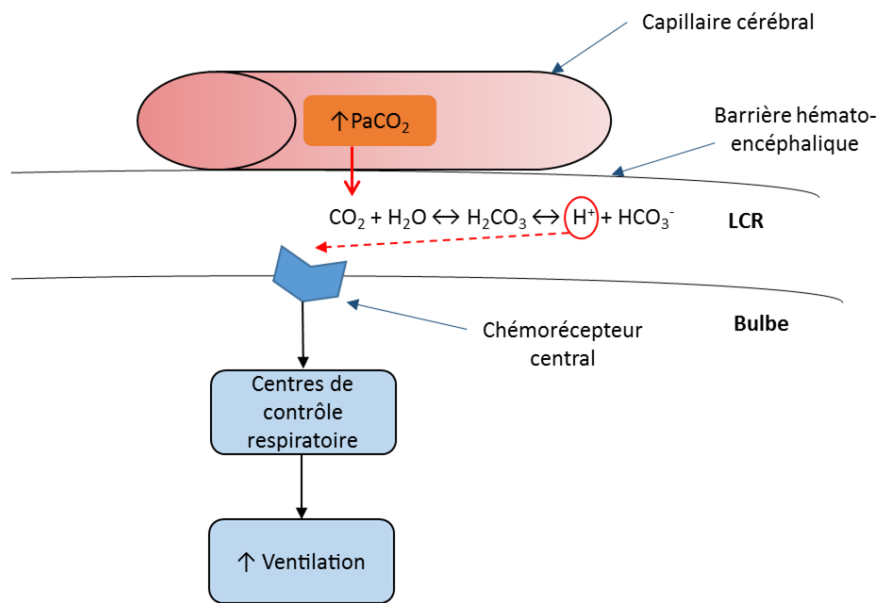 Capillaire cérébral
↑PaCO₂
Barrière hémato-
encéphalique
CO₂ + H₂O ↔ H₂CO₃ ↔ H⁺ + HCO₃⁻
LCR
Bulbe
Chémorécepteur
central
Centres de
contrôle
respiratoire
↑ Ventilation